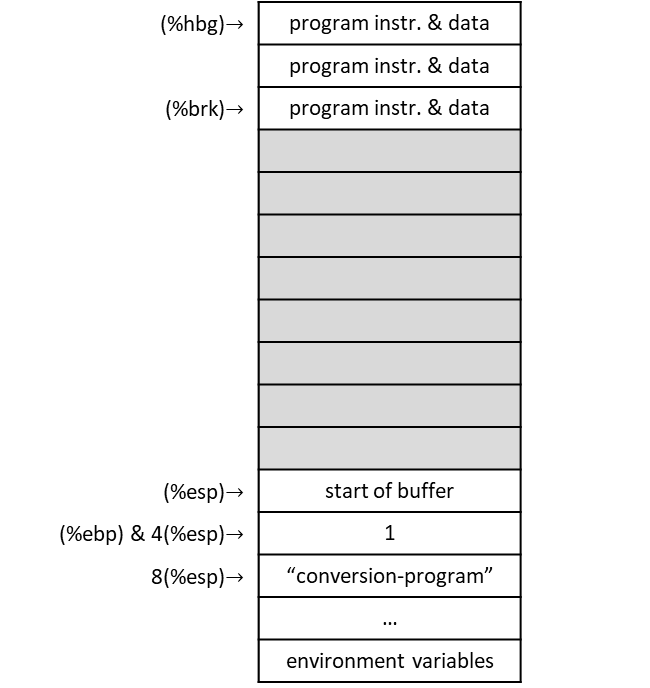 (%hbg)→ program instr. & data
program instr. & data
(%brk)→ program instr. & data
(%esp)→ start of buffer
(%ebp) & 4(%esp)→ 1
8(%esp)→ “conversion-program”
...
environment variables